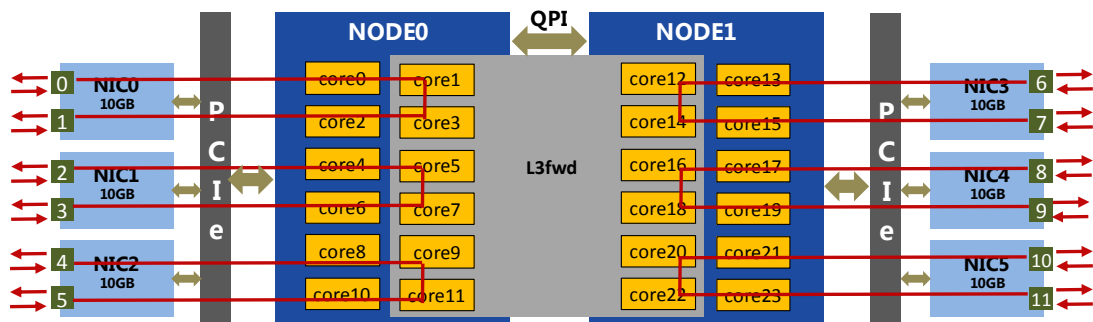 QPI
NODE0
NODE1
0
NIC0
10GB
1
2
NIC1
10GB
3
4
NIC2
10GB
5
PCIe
core0
core1
core2
core3
core4
core5
core6
core7
core8
core9
core10
core11
L3fwd
core12
core13
core14
core15
core16
core17
core18
core19
core20
core21
core22
core23
PCIe
NIC3
10GB
6
7
NIC4
10GB
8
9
NIC5
10GB
10
11